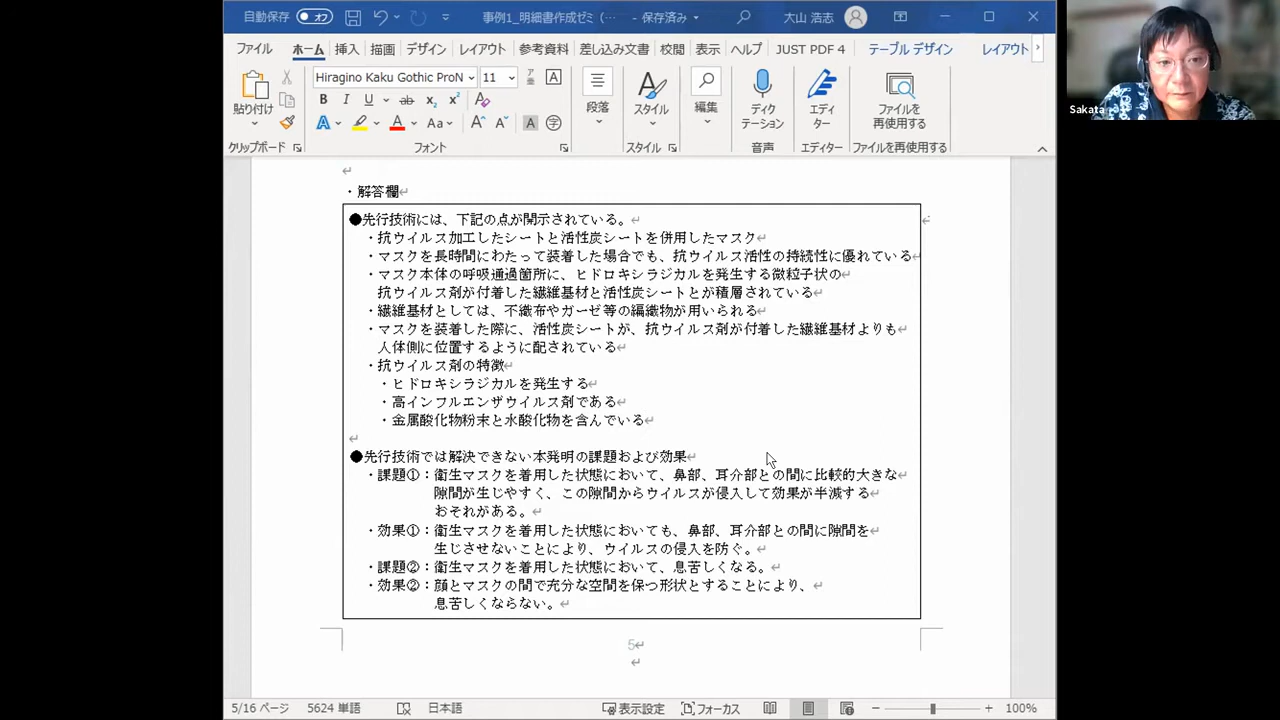 自動保存 オフ 事例1_明細書作成ゼミ (… - 保存済み 大山 浩志
ファイル ホーム 挿入 描画 デザイン レイアウト 参考資料 差し込み文書 校閲 表示 ヘルプ JUST PDF 4 テーブル デザイン レイアウト
Hiragino Kaku Gothic ProN 11
貼り付け 段落 スタイル 編集 ディクテーション エディター ファイルを再使用する
クリップボード フォント スタイル 音声 エディター ファイルを再使用する
Sakata
・解答欄
●先行技術には、下記の点が開示されている。
・抗ウイルス加工したシートと活性炭シートを併用したマスク
・マスクを長時間にわたって装着した場合でも、抗ウイルス活性の持続性に優れている
・マスク本体の呼吸通過箇所に、ヒドロキシラジカルを発生する微粒子状の
抗ウイルス剤が付着した繊維基材と活性炭シートとが積層されている
・繊維基材としては、不織布やガーゼ等の編織物が用いられる
・マスクを装着した際に、活性炭シートが、抗ウイルス剤が付着した繊維基材よりも
人体側に位置するように配されている
・抗ウイルス剤の特徴
・ヒドロキシラジカルを発生する
・高インフルエンザウイルス剤である
・金属酸化物粉末と水酸化物を含んでいる
●先行技術では解決できない本発明の課題および効果
・課題①：衛生マスクを着用した状態において、鼻部、耳介部との間に比較的大きな
隙間が生じやすく、この隙間からウイルスが侵入して効果が半減する
おそれがある。
・効果①：衛生マスクを着用した状態においても、鼻部、耳介部との間に隙間を
生じさせないことにより、ウイルスの侵入を防ぐ。
・課題②：衛生マスクを着用した状態において、息苦しくなる。
・効果②：顔とマスクの間で充分な空間を保つ形状とすることにより、
息苦しくならない。
5
5/16 ページ 5624 単語 日本語 表示設定 フォーカス 100%